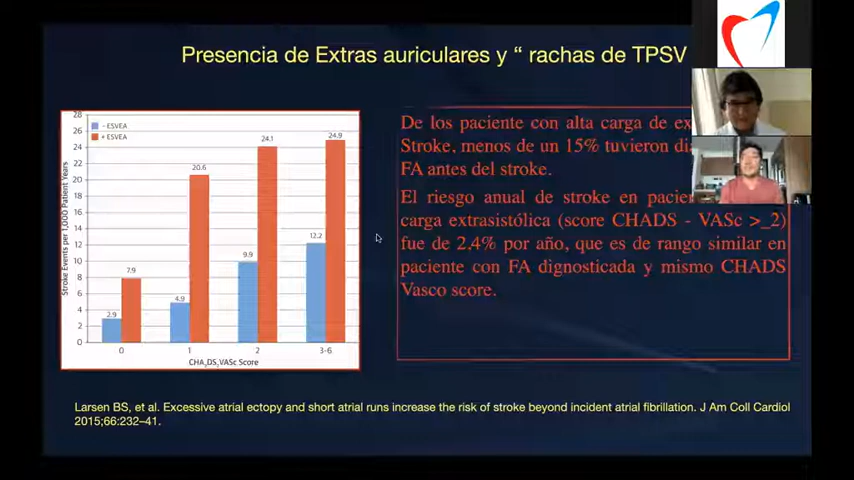 Presencia de Extras auriculares y “ rachas de TPSV
28
26
24
22
20
18
16
14
12
10
8
6
4
2
0
Stroke Events per 1,000 Patient Years
- ESVEA
+ ESVEA
2.9
7.9
4.9
20.6
9.9
24.1
12.2
24.9
0
1
2
3-6
CHA2DS2VASc Score
De los paciente con alta carga de
Stroke, menos de un 15% tuvieron
FA antes del stroke.
El riesgo anual de stroke en
carga extrasistólica (score CHADS - VASc >_2)
fue de 2,4% por año, que es de rango similar en
paciente con FA dignosticada y mismo CHADS
Vasco score.
Larsen BS, et al. Excessive atrial ectopy and short atrial runs increase the risk of stroke beyond incident atrial fibrillation. J Am Coll Cardiol
2015;66:232–41.